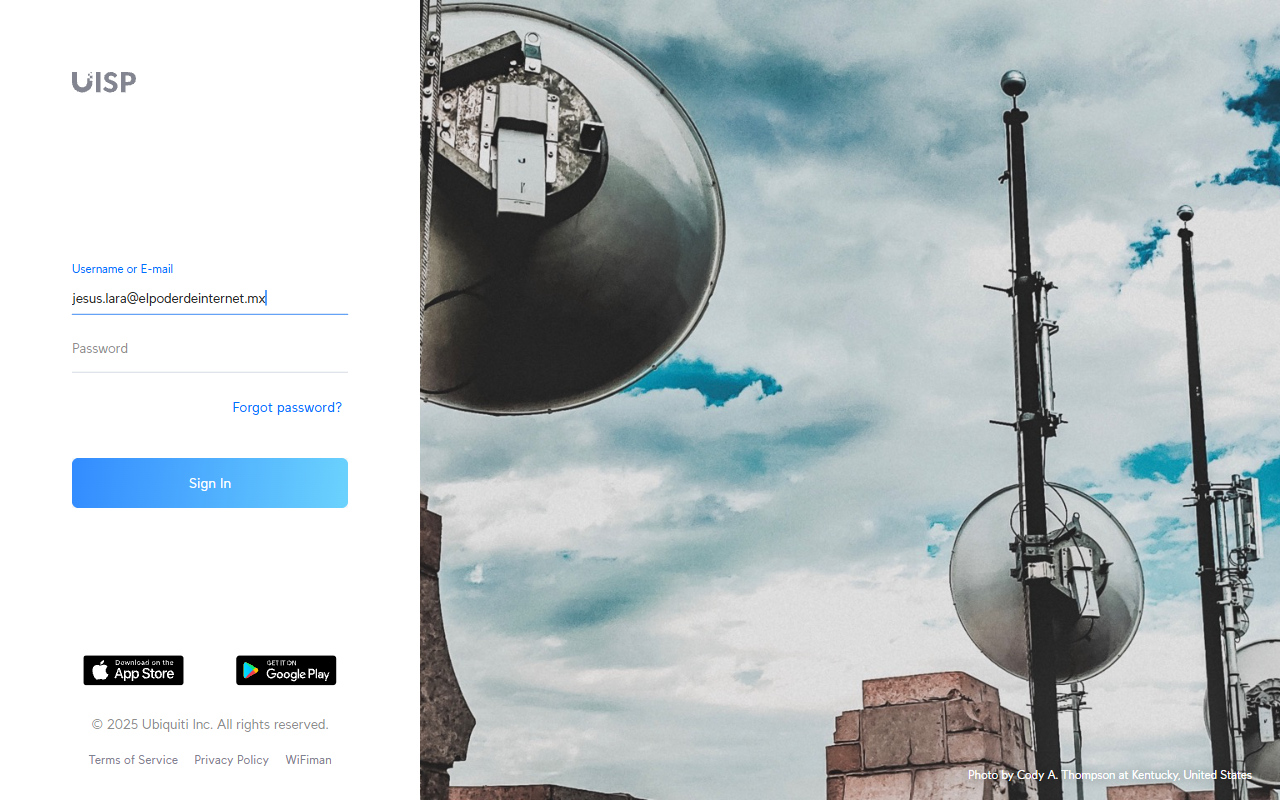 UISP
Username or E-mail
jesus.lara@elpoderdeinternet.mx
Password
Forgot password?
Sign In
Download on the
App Store
GET IT ON
Google Play
© 2025 Ubiquiti Inc. All rights reserved.
Terms of Service Privacy Policy WiFiman
Photo by Cody A. Thompson at Kentucky, United States